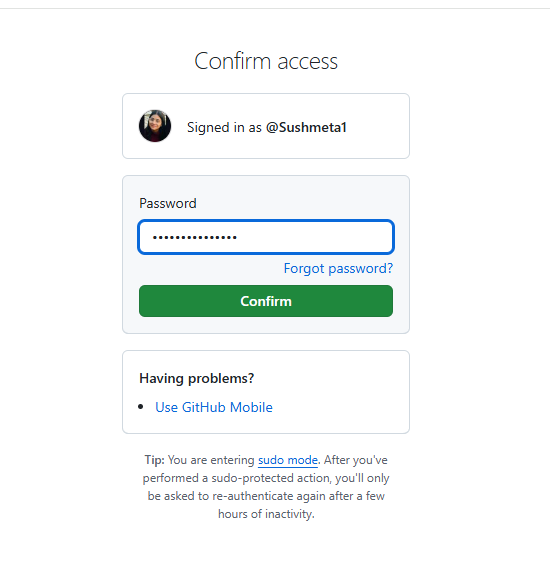 Confirm access
Signed in as @Sushmeta1
Password
•••••••••••••••
Forgot password?
Confirm
Having problems?
• Use GitHub Mobile
Tip: You are entering sudo mode. After you've
performed a sudo-protected action, you'll only
be asked to re-authenticate again after a few
hours of inactivity.